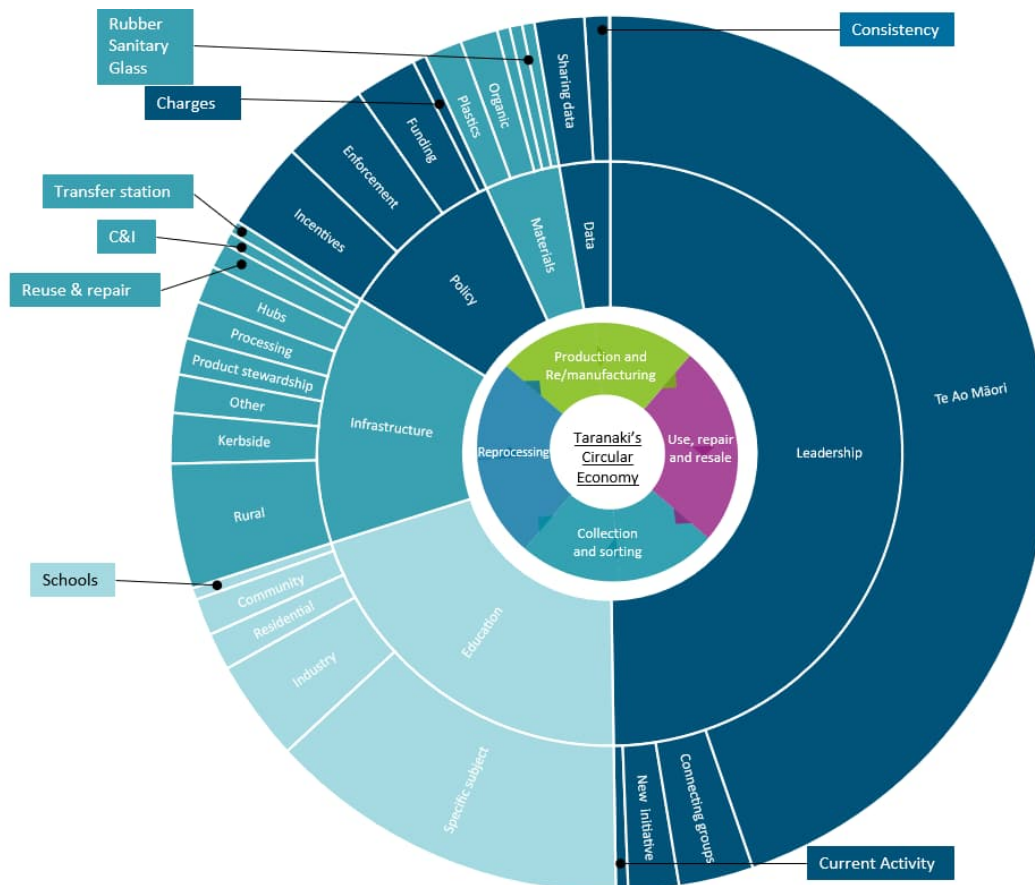 Rubber
Sanitary
Glass
Consistency
Charges
Transfer station
C&I
Reuse & repair
Schools
Current Activity
Sharing data
Organic
Plastics
Funding
Enforcement
Incentives
Hubs
Processing
Product stewardship
Other
Kerbside
Rural
Community
Residential
Industry
Specific subject
New initiative
Connecting groups
Te Ao Māori
Data
Materials
Policy
Infrastructure
Education
Leadership
Production and
Re/manufacturing
Use, repair
and resale
Collection
and sorting
Reprocessing
Taranaki's
Circular
Economy